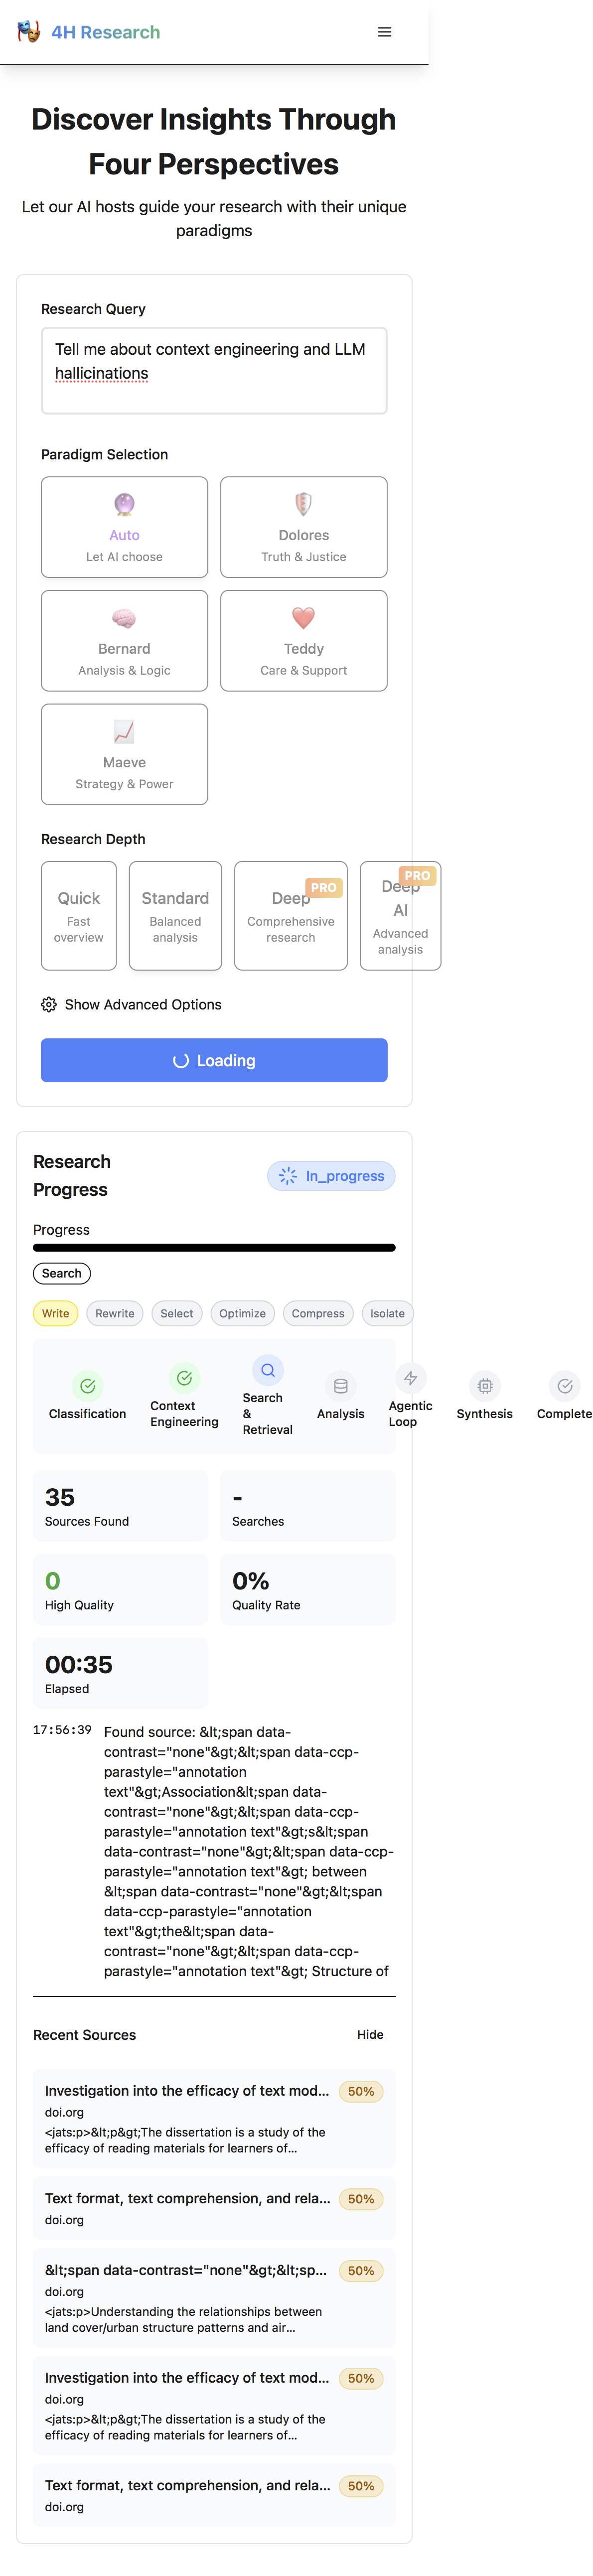 4H Research
Discover Insights Through
Four Perspectives
Let our AI hosts guide your research with their unique
paradigms
Research Query
Tell me about context engineering and LLM
hallicinations
Paradigm Selection
Auto
Let AI choose
Dolores
Truth & Justice
Bernard
Analysis & Logic
Teddy
Care & Support
Maeve
Strategy & Power
Research Depth
Quick
Fast
overview
Standard
Balanced
analysis
Deep
PRO
Comprehensive
research
Deep
PRO
AI
Advanced
analysis
Show Advanced Options
Loading
Research
Progress
In_progress
Progress
Search
Write
Rewrite
Select
Optimize
Compress
Isolate
Classification
Context
Engineering
Search
&
Retrieval
Analysis
Agentic
Loop
Synthesis
Complete
35
Sources Found
-
Searches
0
High Quality
0%
Quality Rate
00:35
Elapsed
17:56:39
Found source: &lt;span data-
contrast="none"&gt;&lt;span data-ccp-
parastyle="annotation
text"&gt;Association&lt;span data-
contrast="none"&gt;&lt;span data-ccp-
parastyle="annotation text"&gt;s&lt;span
data-contrast="none"&gt;&lt;span data-ccp-
parastyle="annotation text"&gt; between
&lt;span data-contrast="none"&gt;&lt;span
data-ccp-parastyle="annotation
text"&gt;the&lt;span data-
contrast="none"&gt;&lt;span data-ccp-
parastyle="annotation text"&gt; Structure of
Recent Sources
Hide
Investigation into the efficacy of text mod...
50%
doi.org
<jats:p>&lt;p&gt;The dissertation is a study of the
efficacy of reading materials for learners of...
Text format, text comprehension, and rela...
50%
doi.org
&lt;span data-contrast="none"&gt;&lt;sp...
50%
doi.org
<jats:p>Understanding the relationships between
land cover/urban structure patterns and air...
Investigation into the efficacy of text mod...
50%
doi.org
<jats:p>&lt;p&gt;The dissertation is a study of the
efficacy of reading materials for learners of...
Text format, text comprehension, and rela...
50%
doi.org